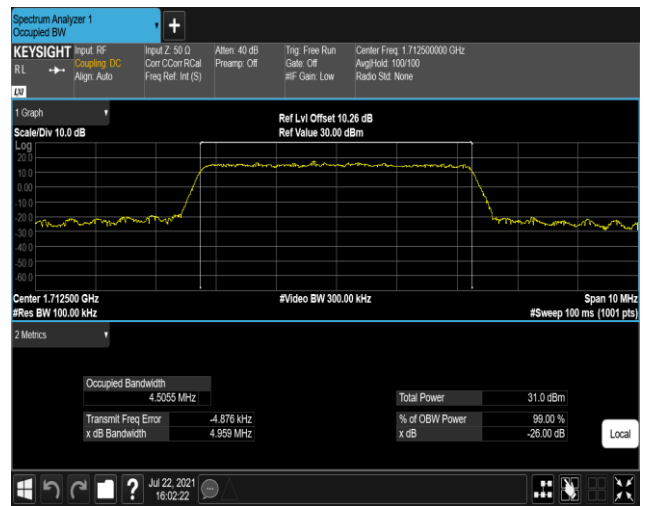 Spectrum Analyzer 1
Occupied BW
+
KEYSIGHT Input: RF Input Z: 50 Ω Atten: 40 dB Trig: Free Run Center Freq: 1.712500000 GHz
RL Coupling: DC Corr CCorr RCal Preamp: Off Gate: Off Avg|Hold: 100/100
Align: Auto Freq Ref: Int (S) #IF Gain: Low Radio Std: None
LXI
1 Graph
Ref Lvl Offset 10.26 dB
Scale/Div 10.0 dB Ref Value 30.00 dBm
Log
20.0
10.0
0.00
-10.0
-20.0
-30.0
-40.0
-50.0
-60.0
Center 1.712500 GHz #Video BW 300.00 kHz Span 10 MHz
#Res BW 100.00 kHz #Sweep 100 ms (1001 pts)
2 Metrics
Occupied Bandwidth
4.5055 MHz Total Power 31.0 dBm
Transmit Freq Error -4.876 kHz % of OBW Power 99.00 %
x dB Bandwidth 4.959 MHz x dB -26.00 dB
Local
? Jul 22, 2021
16:02:22